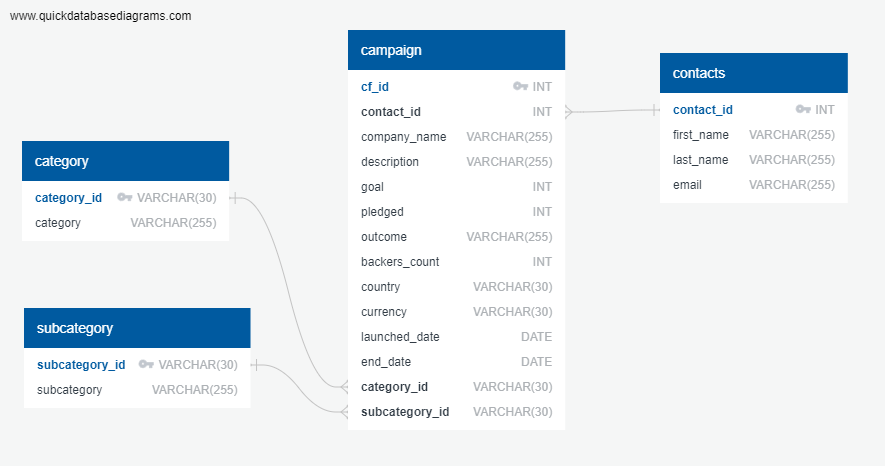 www.quickdatabasediagrams.com
campaign
cf_id INT
contact_id INT
company_name VARCHAR(255)
description VARCHAR(255)
goal INT
pledged INT
outcome VARCHAR(255)
backers_count INT
country VARCHAR(30)
currency VARCHAR(30)
launched_date DATE
end_date DATE
category_id VARCHAR(30)
subcategory_id VARCHAR(30)
contacts
contact_id INT
first_name VARCHAR(255)
last_name VARCHAR(255)
email VARCHAR(255)
category
category_id VARCHAR(30)
category VARCHAR(255)
subcategory
subcategory_id VARCHAR(30)
subcategory VARCHAR(255)